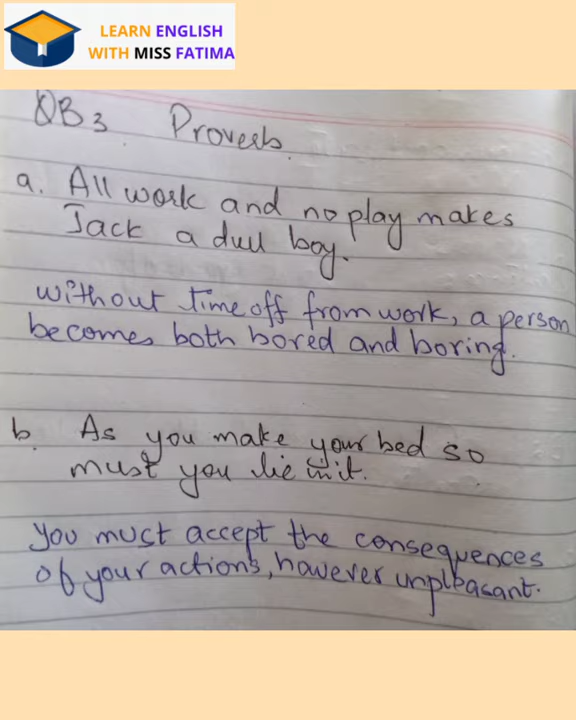 LEARN ENGLISH
WITH MISS FATIMA
QB3 Proverb.
a. All work and no play makes
Jack a dull boy.
without time off from work, a person
becomes both bored and boring.
b. As you make your bed so
must you lie in it.
you must accept the consequences
of your actions, however unpleasant.